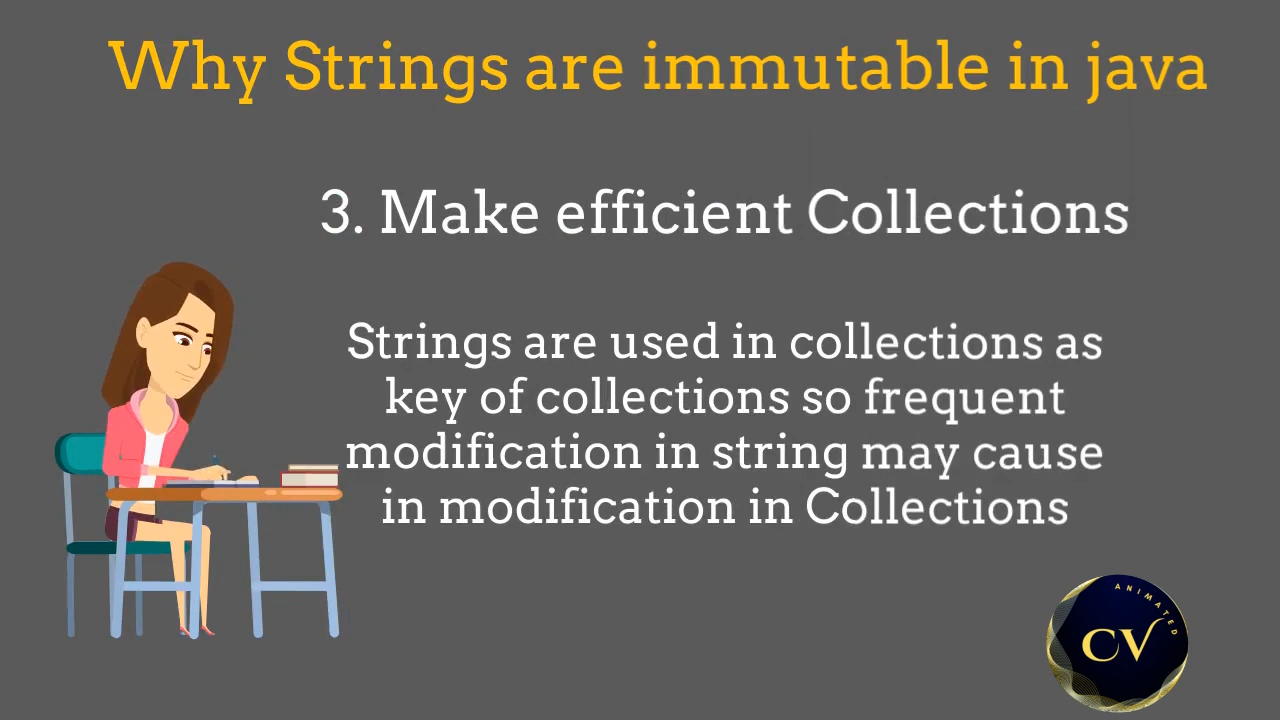 Why Strings are immutable in java
3. Make efficient Collections
Strings are used in collections as
key of collections so frequent
modification in string may cause
in modification in Collections
ANIMATED
CV